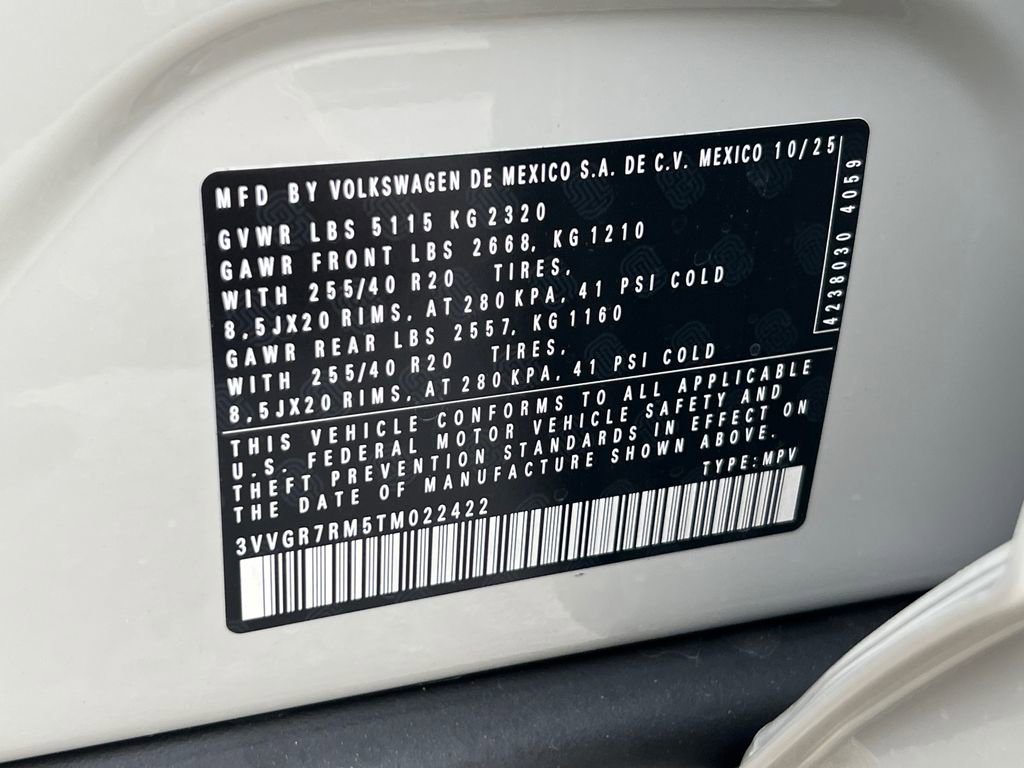 MFD BY VOLKSWAGEN DE MEXICO S.A. DE C.V. MEXICO 10/25
GVWR LBS 5115 KG 2320
GAWR FRONT LBS 2668, KG 1210
WITH 255/40 R20 TIRES,
8,5JX20 RIMS, AT 280 KPA, 41 PSI COLD
GAWR REAR LBS 2557, KG 1160
WITH 255/40 R20 TIRES,
8,5JX20 RIMS, AT 280 KPA, 41 PSI COLD
4238030 4059
THIS VEHICLE CONFORMS TO ALL APPLICABLE
U.S. FEDERAL MOTOR VEHICLE SAFETY AND
THEFT PREVENTION STANDARDS IN EFFECT ON
THE DATE OF MANUFACTURE SHOWN ABOVE.
3VVGR7RM5TM022422 TYPE: MPV